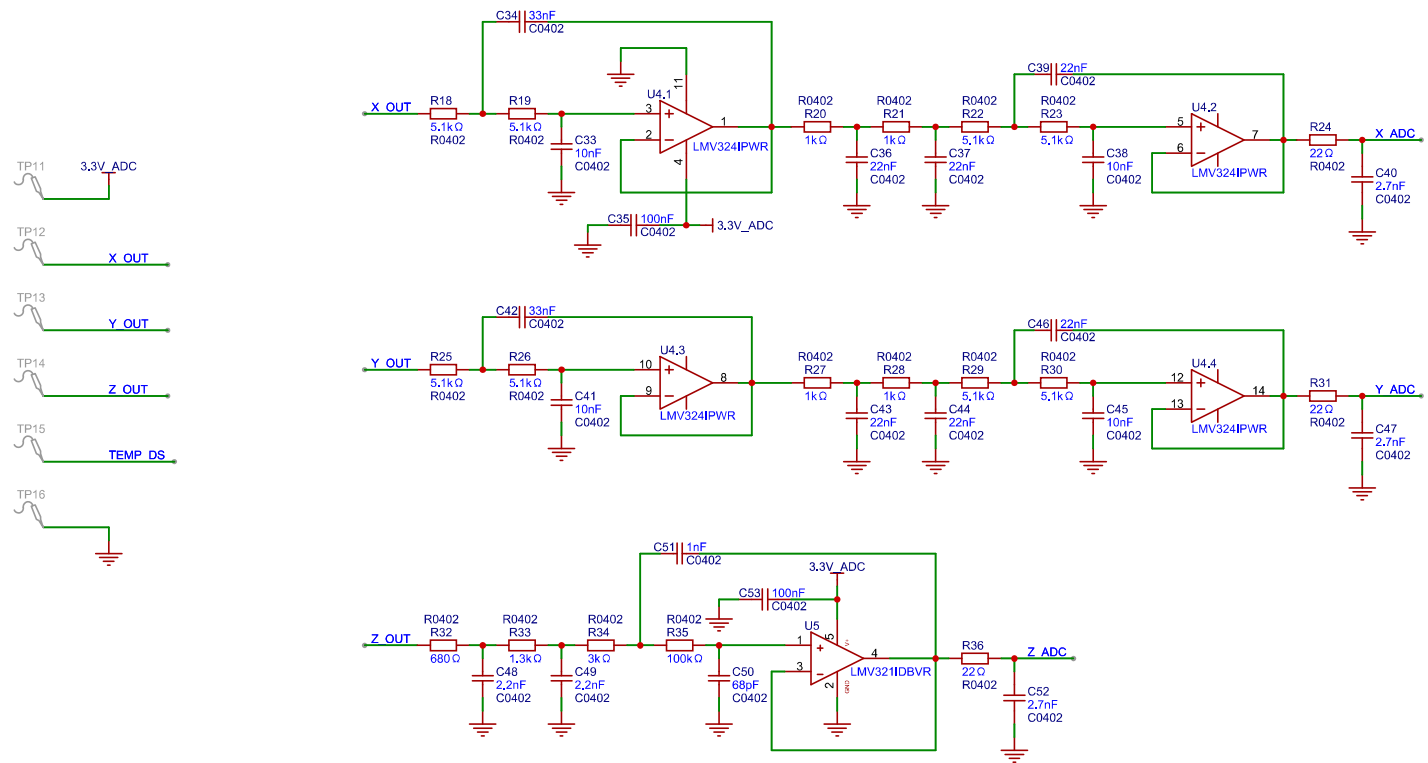 C34 33nF
C0402
X_OUT
R18
5.1kΩ
R0402
R19
5.1kΩ
R0402
C33
10nF
C0402
U4.1
11
3
2
1
4
LMV324IPWR
C35 100nF
C0402
3.3V_ADC
R0402
R20
1kΩ
R0402
R21
1kΩ
R0402
R22
5.1kΩ
R0402
R23
5.1kΩ
C36
22nF
C0402
C37
22nF
C0402
C39 22nF
C0402
C38
10nF
C0402
U4.2
5
6
7
LMV324IPWR
R24
22Ω
R0402
X_ADC
C40
2.7nF
C0402
TP11
3.3V_ADC
TP12
X_OUT
TP13
Y_OUT
TP14
Z_OUT
TP15
TEMP_DS
TP16
C42 33nF
C0402
Y_OUT
R25
5.1kΩ
R0402
R26
5.1kΩ
R0402
C41
10nF
C0402
U4.3
10
9
8
LMV324IPWR
R0402
R27
1kΩ
R0402
R28
1kΩ
R0402
R29
5.1kΩ
R0402
R30
5.1kΩ
C43
22nF
C0402
C44
22nF
C0402
C46 22nF
C0402
C45
10nF
C0402
U4.4
12
13
14
LMV324IPWR
R31
22Ω
R0402
Y_ADC
C47
2.7nF
C0402
C51 1nF
C0402
3.3V_ADC
C53 100nF
C0402
Z_OUT
R0402
R32
680Ω
R0402
R33
1.3kΩ
R0402
R34
3kΩ
R0402
R35
100kΩ
C48
2.2nF
C0402
C49
2.2nF
C0402
C50
68pF
C0402
U5
1
3
5
V+
4
2
GND
LMV321IDBVR
R36
22Ω
R0402
Z_ADC
C52
2.7nF
C0402